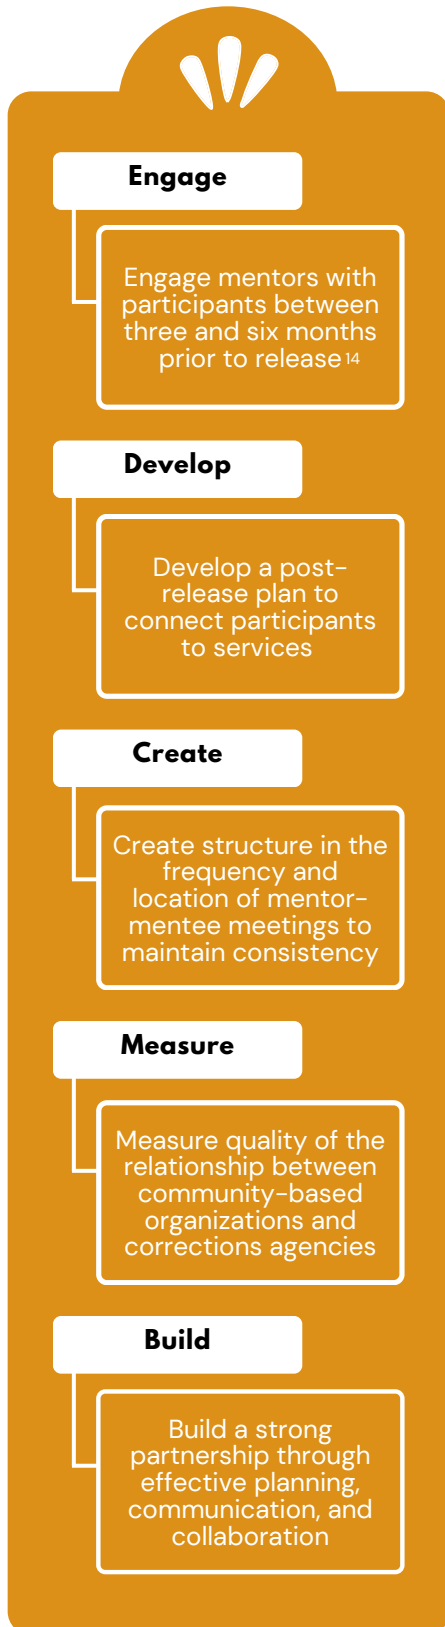 Engage
Engage mentors with
participants between
three and six months
prior to release 14
Develop
Develop a post-
release plan to
connect participants
to services
Create
Create structure in the
frequency and
location of mentor-
mentee meetings to
maintain consistency
Measure
Measure quality of the
relationship between
community-based
organizations and
corrections agencies
Build
Build a strong
partnership through
effective planning,
communication, and
collaboration